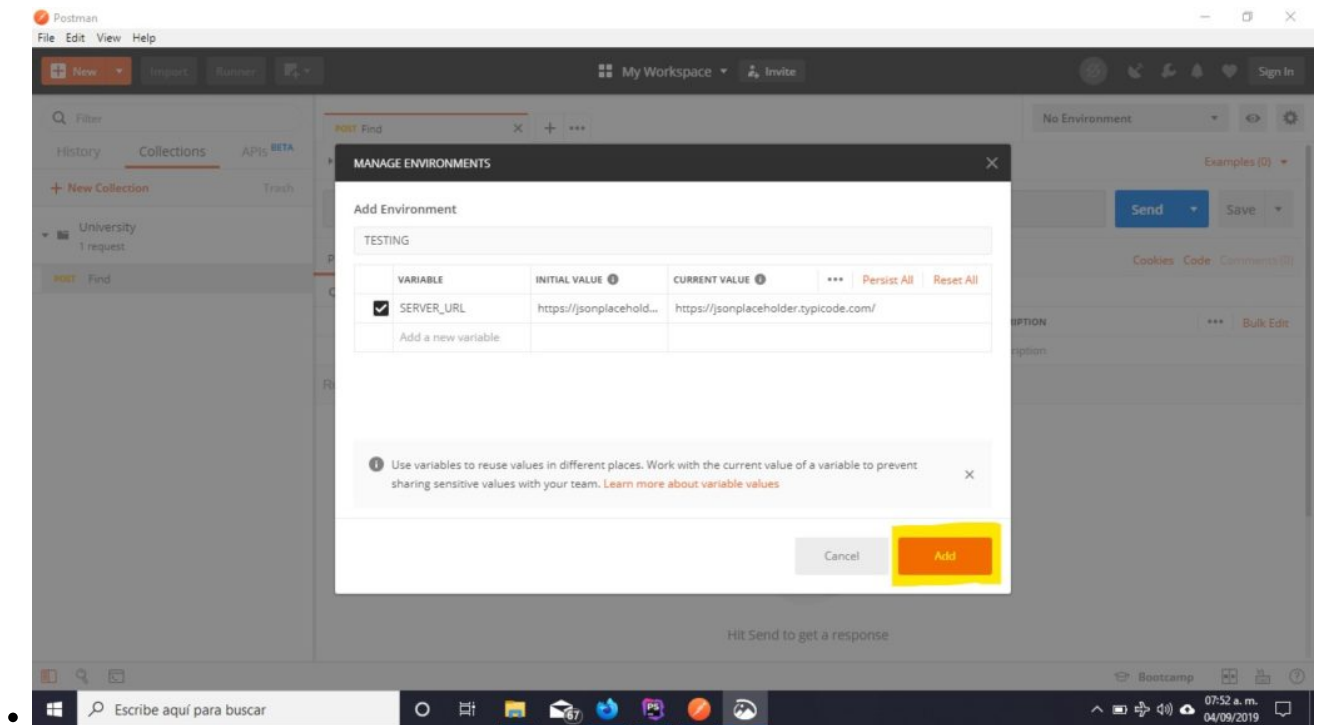 Postman
File Edit View Help
New Import Runner My Workspace Invite Sign In
Filter
History Collections APIs BETA
+ New Collection Trash
University
1 request
POST Find
POST Find × + •••
No Environment
Examples (0)
Send Save
Cookies Code Comments (0)
••• Bulk Edit
MANAGE ENVIRONMENTS
Add Environment
TESTING
VARIABLE INITIAL VALUE CURRENT VALUE ••• Persist All Reset All
SERVER_URL https://jsonplacehold... https://jsonplaceholder.typicode.com/
Add a new variable
Use variables to reuse values in different places. Work with the current value of a variable to prevent
sharing sensitive values with your team. Learn more about variable values
Cancel Add
Hit Send to get a response
Bootcamp
Escribe aquí para buscar
67
PS
07:52 a. m.
04/09/2019